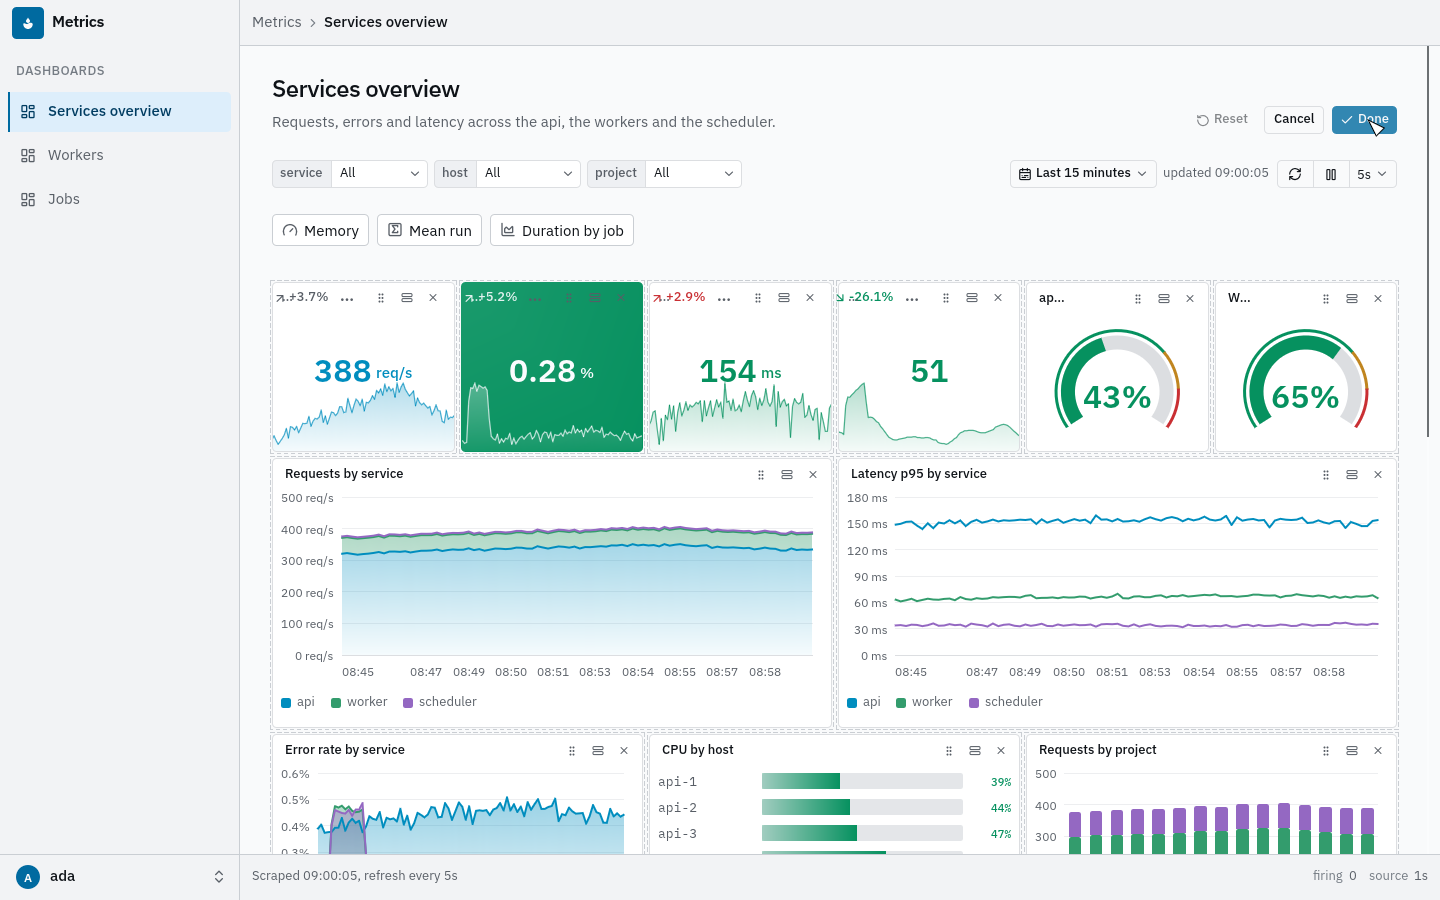 Metrics
Metrics > Services overview
DASHBOARDS
Services overview
Workers
Jobs
Services overview
Requests, errors and latency across the api, the workers and the scheduler.
Reset
Cancel
Done
service All
host All
project All
Last 15 minutes
updated 09:00:05
5s
Memory
Mean run
Duration by job
+3.7%
388 req/s
+5.2%
0.28 %
+2.9%
154 ms
-26.1%
51
ap...
43%
W...
65%
Requests by service
500 req/s
400 req/s
300 req/s
200 req/s
100 req/s
0 req/s
08:45 08:47 08:49 08:50 08:51 08:53 08:54 08:55 08:57 08:58
api worker scheduler
Latency p95 by service
180 ms
150 ms
120 ms
90 ms
60 ms
30 ms
0 ms
08:45 08:47 08:49 08:50 08:51 08:53 08:54 08:55 08:57 08:58
api worker scheduler
Error rate by service
0.6%
0.5%
0.4%
0.3%
CPU by host
api-1 39%
api-2 44%
api-3 47%
Requests by project
500
400
300
ada
Scraped 09:00:05, refresh every 5s
firing 0 source 1s